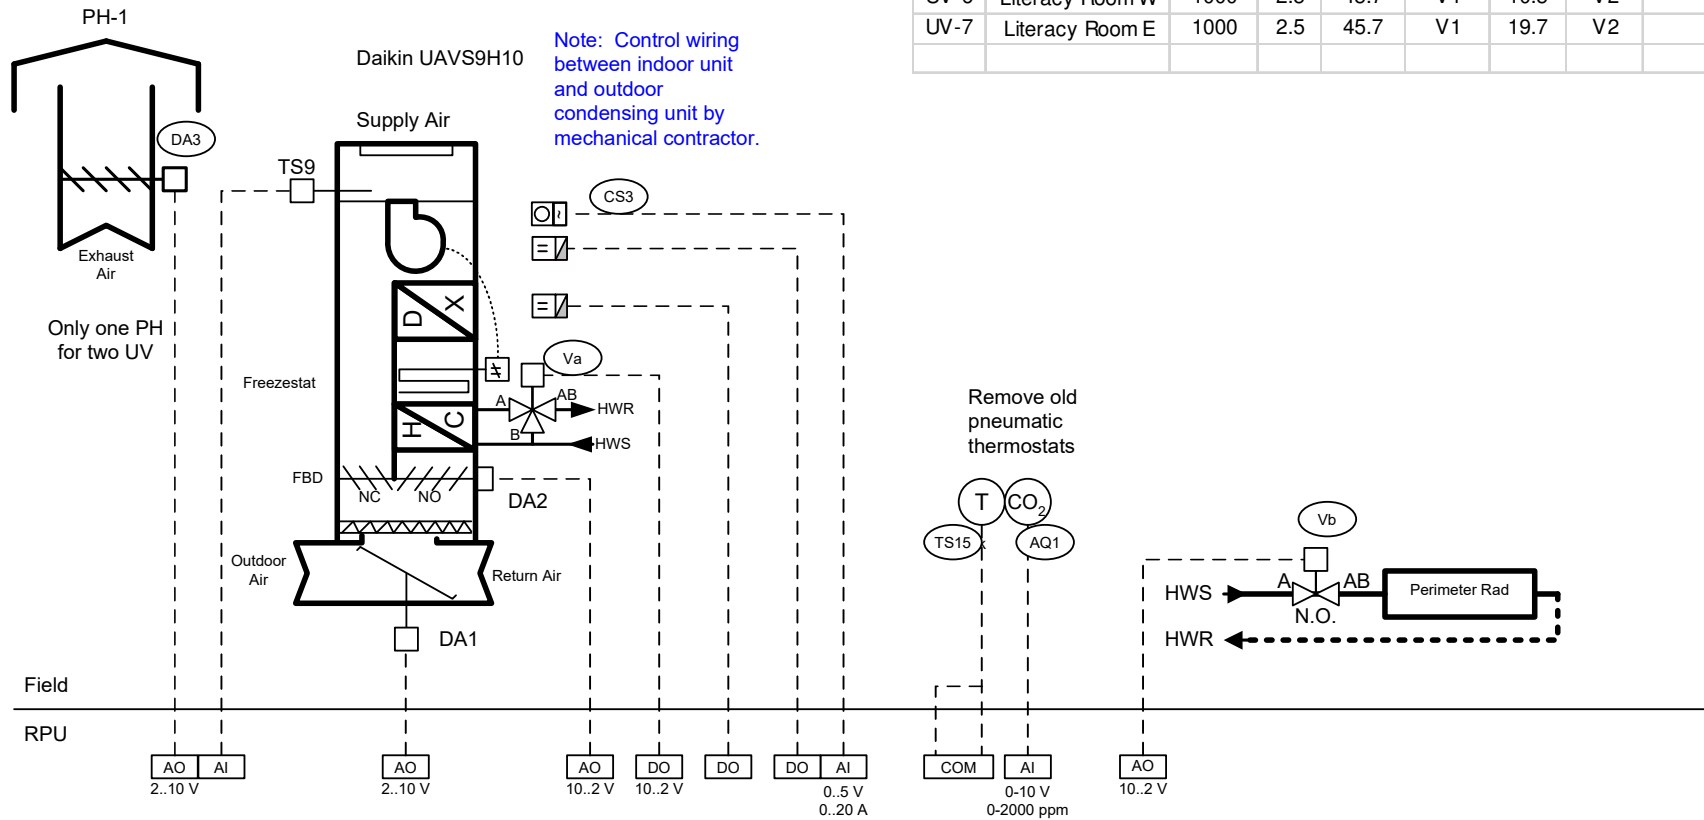 PH-1
DA3
Exhaust
Air
Only one PH
for two UV
Daikin UAVS9H10
Supply Air
Note: Control wiring
between indoor unit
and outdoor
condensing unit by
mechanical contractor.
UV-7 Literacy Room E 1000 2.5 45.7 V1 19.7 V2
TS9
CS3
D X
Va
Freezestat
A AB
HWR
H C
B
HWS
FBD
NC NO
DA2
Outdoor
Air
Return Air
DA1
Remove old
pneumatic
thermostats
T CO2
TS15 AQ1
Vb
HWS A AB Perimeter Rad
N.O.
HWR
Field
RPU
AO AI AO AO DO DO DO AI COM AI AO
2..10 V 2..10 V 10..2 V 10..2 V 0..5 V 0-10 V 10..2 V
0..20 A 0-2000 ppm